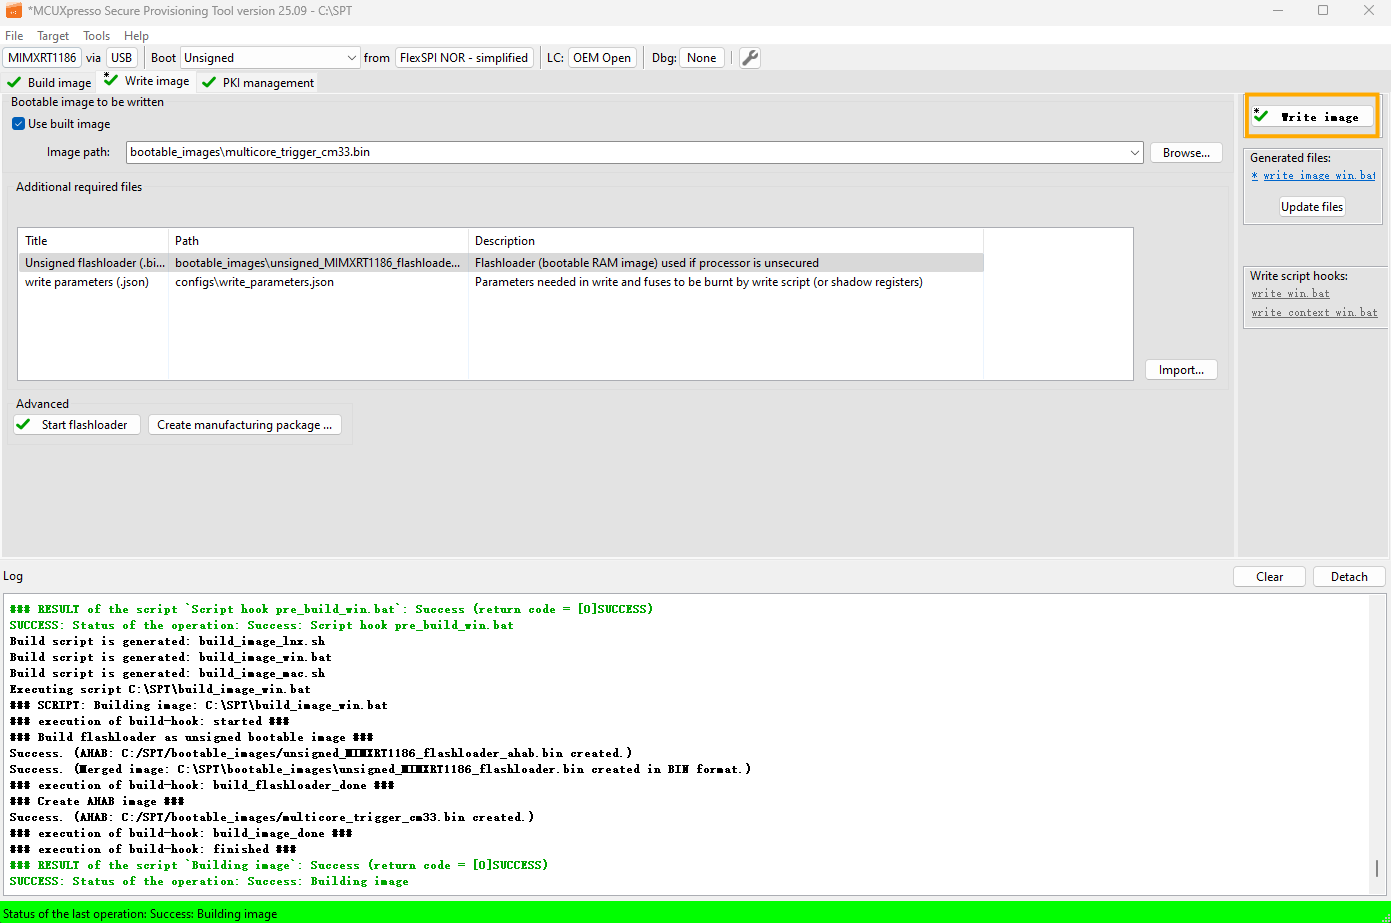 *MCUXpresso Secure Provisioning Tool version 25.09 - C:\SPT
File Target Tools Help
MIMXRT1186 via USB Boot Unsigned from FlexSPI NOR - simplified LC: OEM Open Dbg: None
Build image * Write image PKI management
Bootable image to be written
Use built image
Image path: bootable_images\multicore_trigger_cm33.bin Browse...
* Write image
Generated files:
* write_image_win.bat
Update files
Additional required files
Title Path Description
Unsigned flashloader (.bi... bootable_images\unsigned_MIMXRT1186_flashloade... Flashloader (bootable RAM image) used if processor is unsecured
write parameters (.json) configs\write_parameters.json Parameters needed in write and fuses to be burnt by write script (or shadow registers)
Import...
Write script hooks:
write_win.bat
write_context_win.bat
Advanced
Start flashloader Create manufacturing package ...
Log Clear Detach
### RESULT of the script `Script hook pre_build_win.bat`: Success (return code = [0]SUCCESS)
SUCCESS: Status of the operation: Success: Script hook pre_build_win.bat
Build script is generated: build_image_lnx.sh
Build script is generated: build_image_win.bat
Build script is generated: build_image_mac.sh
Executing script C:\SPT\build_image_win.bat
### SCRIPT: Building image: C:\SPT\build_image_win.bat
### execution of build-hook: started ###
### Build flashloader as unsigned bootable image ###
Success. (AHAB: C:/SPT/bootable_images/unsigned_MIMXRT1186_flashloader_ahab.bin created.)
Success. (Merged image: C:\SPT\bootable_images\unsigned_MIMXRT1186_flashloader.bin created in BIN format.)
### execution of build-hook: build_flashloader_done ###
### Create AHAB image ###
Success. (AHAB: C:/SPT/bootable_images/multicore_trigger_cm33.bin created.)
### execution of build-hook: build_image_done ###
### execution of build-hook: finished ###
### RESULT of the script `Building image`: Success (return code = [0]SUCCESS)
SUCCESS: Status of the operation: Success: Building image
Status of the last operation: Success: Building image